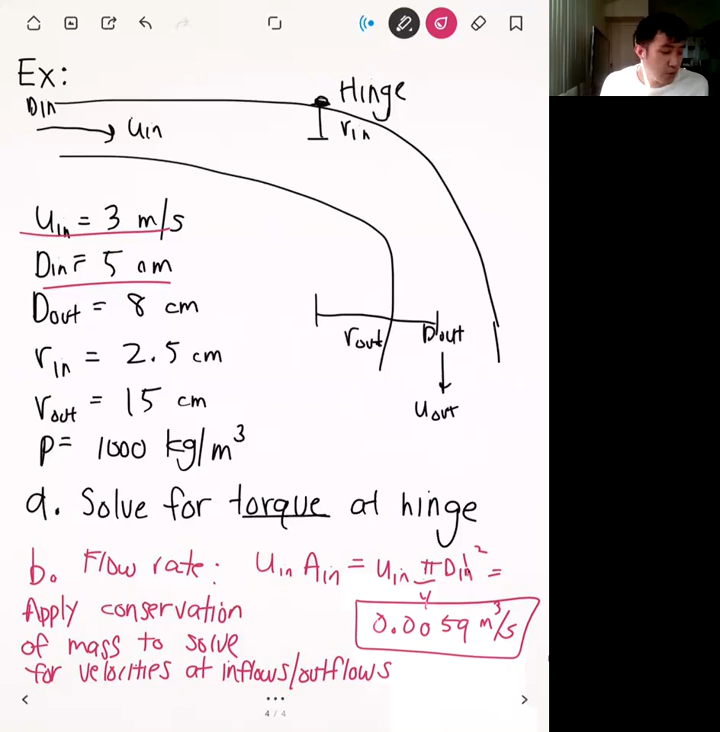 Ex:
Hinge
Din
Uin
rin
Uin = 3 m/s
Din = 5 cm
Dout = 8 cm
rin = 2.5 cm
rout = 15 cm
ρ = 1000 kg/m³
rout
Dout
Uout
a. Solve for torque at hinge
b. Flow rate: Uin Ain = Uin π/4 Din² =
Apply conservation
0.0059 m³/s
of mass to solve
for velocities at inflows/outflows
4 / 4